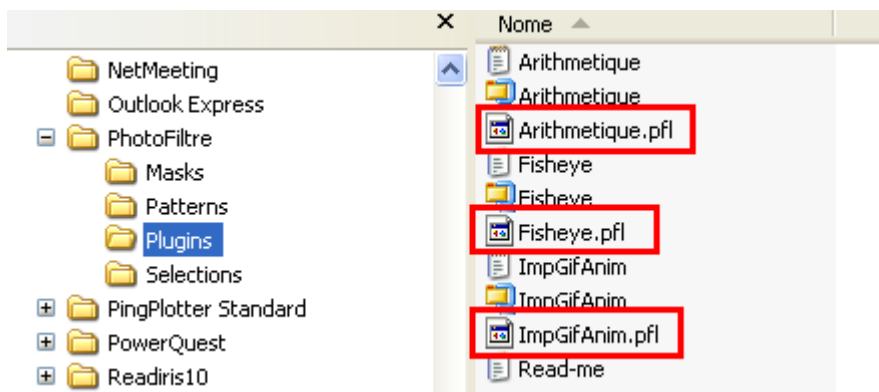 NetMeeting
Outlook Express
PhotoFiltre
Masks
Patterns
Plugins
Selections
PingPlotter Standard
PowerQuest
Readiris10
Nome
Arithmetique
Arithmetique
Arithmetique.pfl
Fisheye
Fisheye
Fisheye.pfl
ImpGifAnim
ImpGifAnim
ImpGifAnim.pfl
Read-me